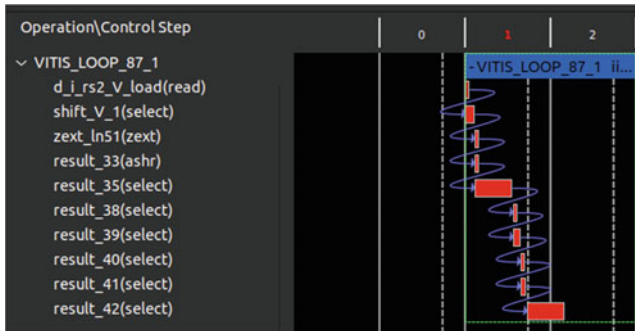 Operation\Control Step 0 1 2
VITIS_LOOP_87_1 -VITIS_LOOP_87_1 ii...
d_i_rs2_V_load(read)
shift_V_1(select)
zext_ln51(zext)
result_33(ashr)
result_35(select)
result_38(select)
result_39(select)
result_40(select)
result_41(select)
result_42(select)